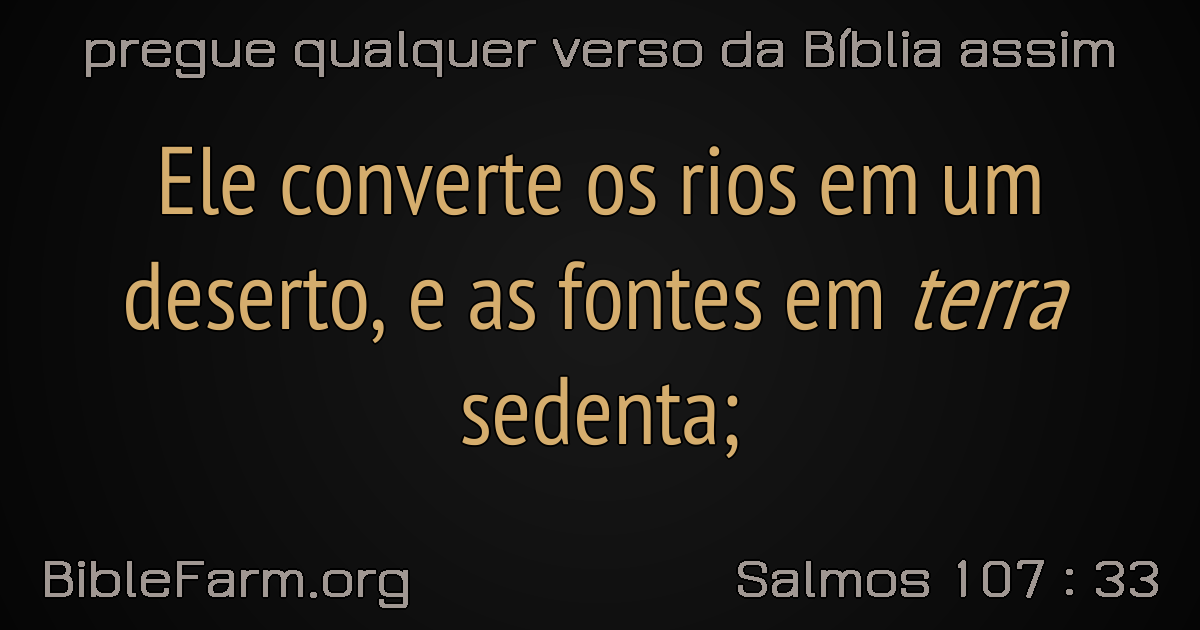 pregue qualquer verso da Bíblia assim
Ele converte os rios em um
deserto, e as fontes em terra
sedenta;
BibleFarm.org
Salmos 107 : 33